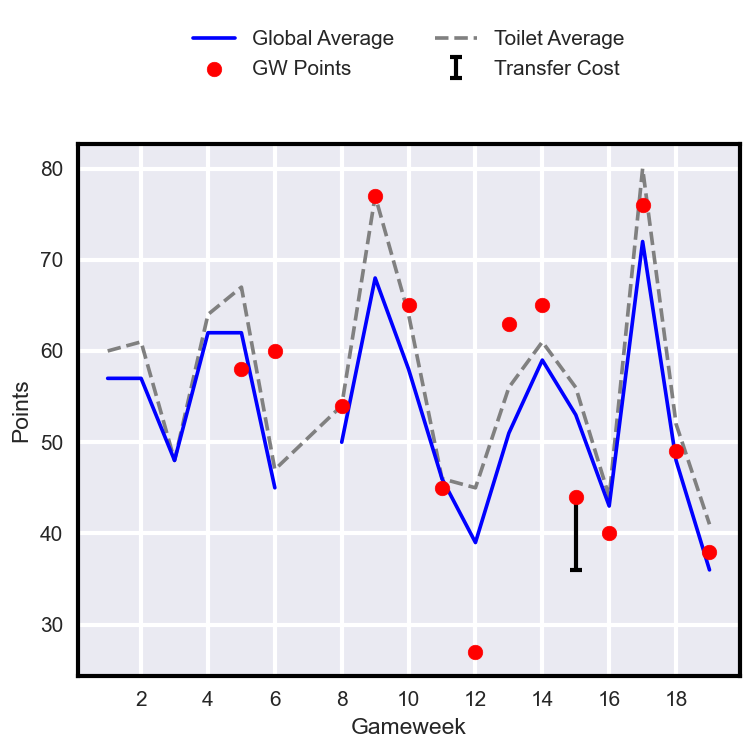 Global Average
Toilet Average
GW Points
Transfer Cost
80
70
60
50
40
30
Points
2 4 6 8 10 12 14 16 18
Gameweek